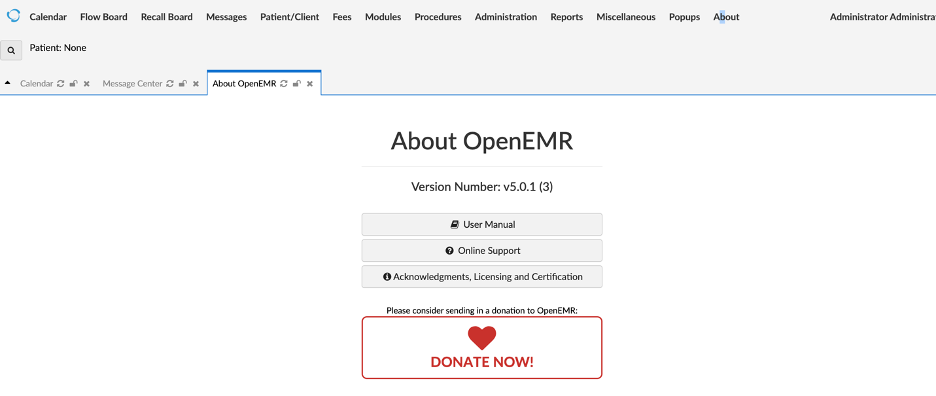 Calendar Flow Board Recall Board Messages Patient/Client Fees Modules Procedures Administration Reports Miscellaneous Popups About Administrator
Patient: None
Calendar Message Center About OpenEMR
About OpenEMR
Version Number: v5.0.1 (3)
User Manual
Online Support
Acknowledgments, Licensing and Certification
Please consider sending in a donation to OpenEMR:
DONATE NOW!